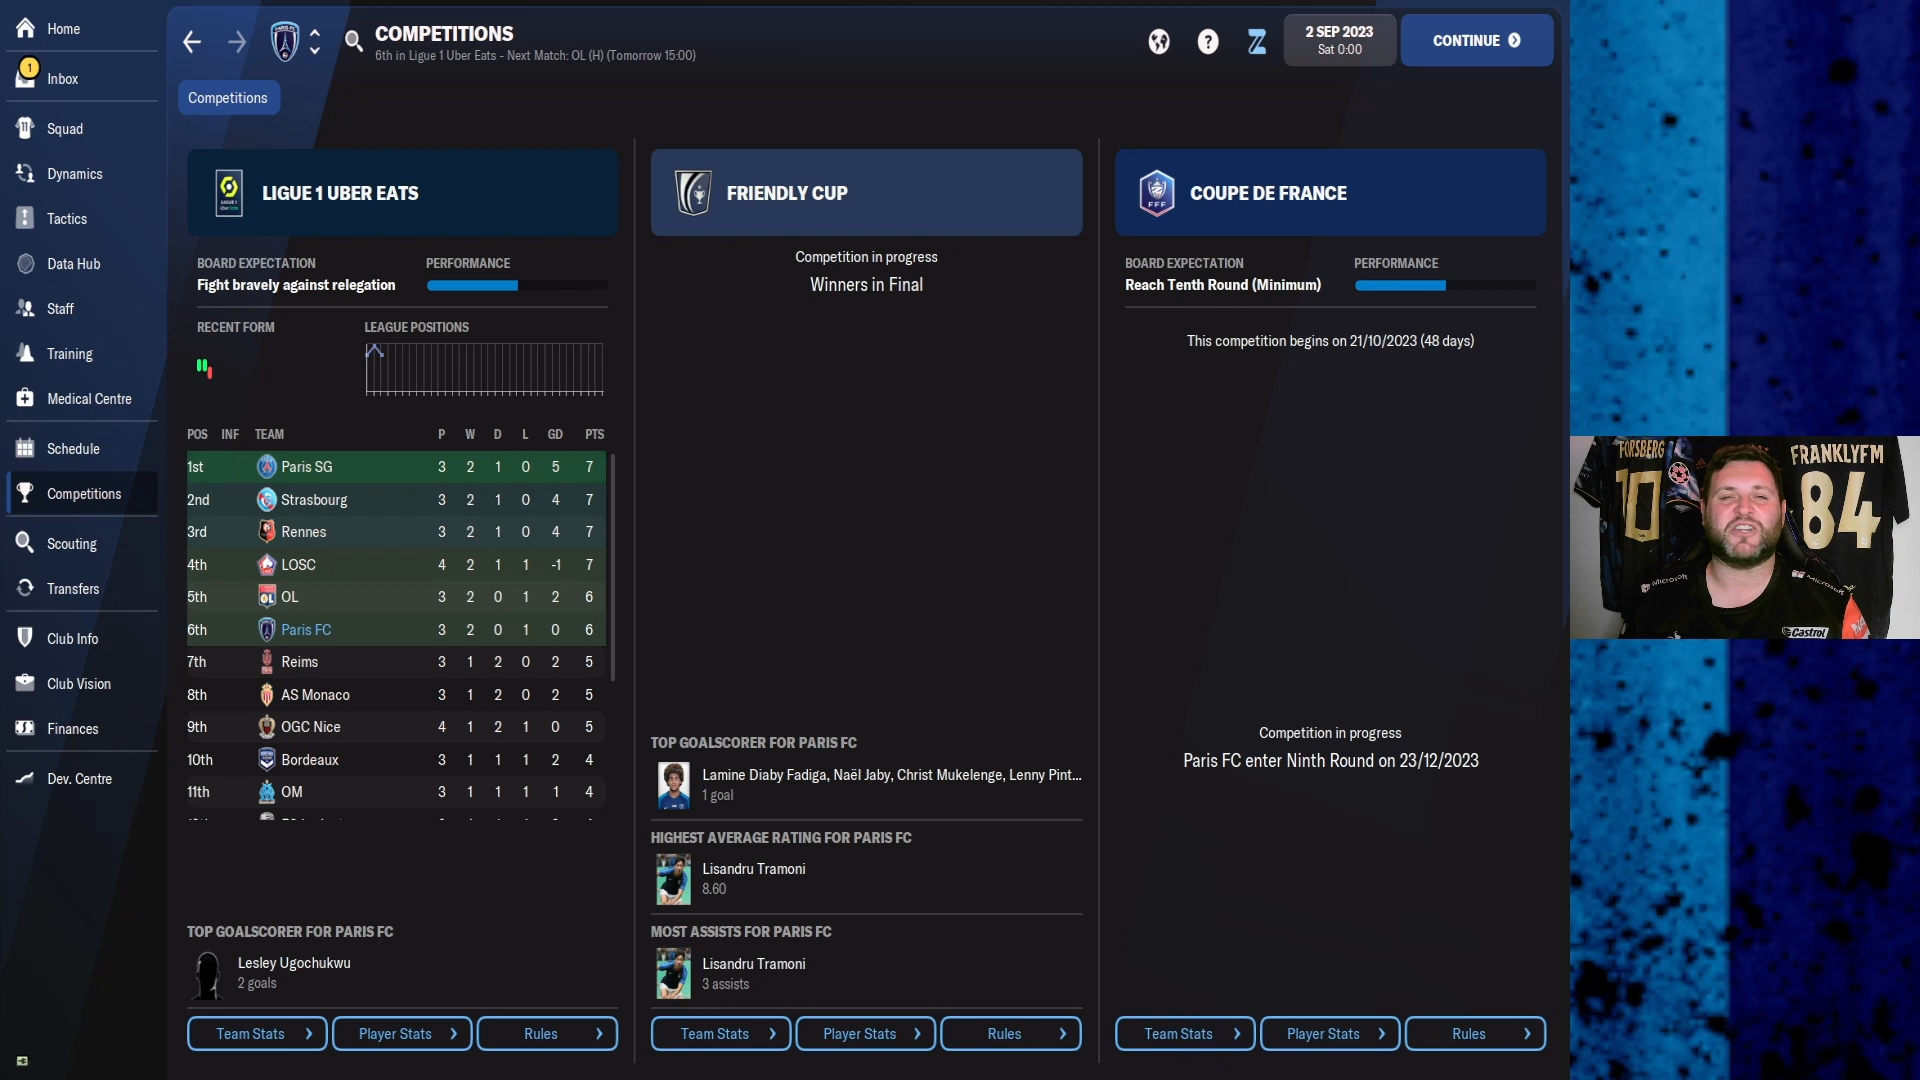 Home
1
Inbox
Squad
Dynamics
Tactics
Data Hub
Staff
Training
Medical Centre
Schedule
Competitions
Scouting
Transfers
Club Info
Club Vision
Finances
Dev. Centre
COMPETITIONS
6th in Ligue 1 Uber Eats - Next Match: OL (H) (Tomorrow 15:00)
2 SEP 2023
Sat 0:00
CONTINUE
Competitions
LIGUE 1 UBER EATS
BOARD EXPECTATION PERFORMANCE
Fight bravely against relegation
RECENT FORM LEAGUE POSITIONS
POS INF TEAM P W D L GD PTS
1st Paris SG 3 2 1 0 5 7
2nd Strasbourg 3 2 1 0 4 7
3rd Rennes 3 2 1 0 4 7
4th LOSC 4 2 1 1 -1 7
5th OL 3 2 0 1 2 6
6th Paris FC 3 2 0 1 0 6
7th Reims 3 1 2 0 2 5
8th AS Monaco 3 1 2 0 2 5
9th OGC Nice 4 1 2 1 0 5
10th Bordeaux 3 1 1 1 2 4
11th OM 3 1 1 1 1 4
TOP GOALSCORER FOR PARIS FC
Lesley Ugochukwu
2 goals
Team Stats Player Stats Rules
FRIENDLY CUP
Competition in progress
Winners in Final
TOP GOALSCORER FOR PARIS FC
Lamine Diaby Fadiga, Naël Jaby, Christ Mukelenge, Lenny Pint...
1 goal
HIGHEST AVERAGE RATING FOR PARIS FC
Lisandru Tramoni
8.60
MOST ASSISTS FOR PARIS FC
Lisandru Tramoni
3 assists
Team Stats Player Stats Rules
COUPE DE FRANCE
BOARD EXPECTATION PERFORMANCE
Reach Tenth Round (Minimum)
This competition begins on 21/10/2023 (48 days)
Competition in progress
Paris FC enter Ninth Round on 23/12/2023
Team Stats Player Stats Rules
FORSBERG
10
FRANKLYFM
84
Microsoft
Microsoft
Castrol